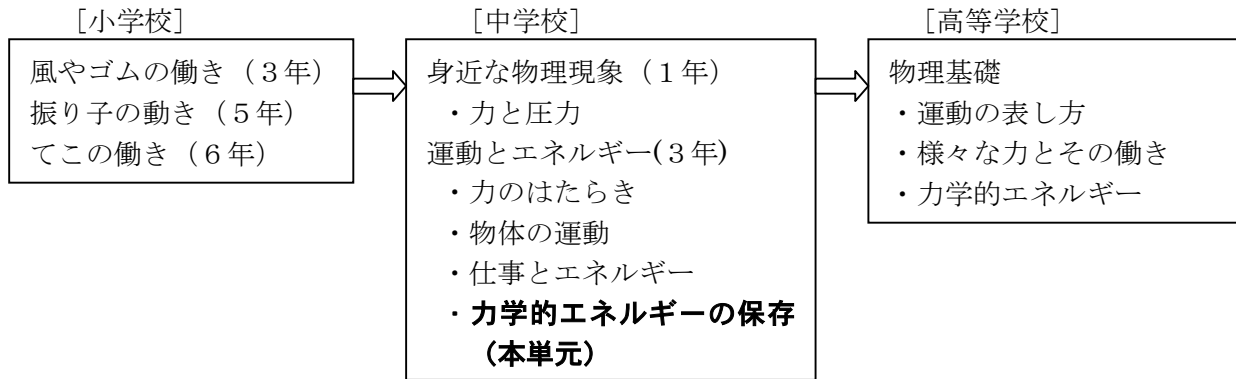 [小学校]
風やゴムの働き（３年）
振り子の動き（５年）
てこの働き（６年）
[中学校]
身近な物理現象（１年）
・力と圧力
運動とエネルギー(３年)
・力のはたらき
・物体の運動
・仕事とエネルギー
・力学的エネルギーの保存
（本単元）
[高等学校]
物理基礎
・運動の表し方
・様々な力とその働き
・力学的エネルギー